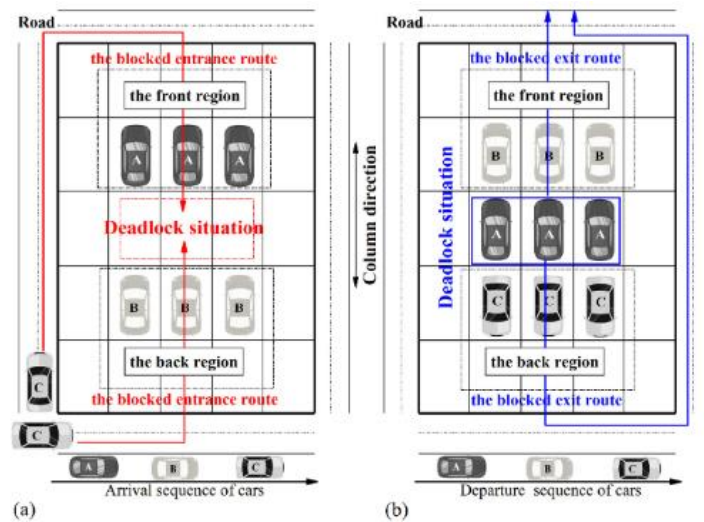 Road
the blocked entrance route
the front region
A A A
Deadlock situation
B B B
the back region
the blocked entrance route
C
C
A B C
Arrival sequence of cars
(a)
Column direction
Road
the blocked exit route
the front region
B B B
Deadlock situation
A A A
C C C
the back region
the blocked exit route
A B C
Departure sequence of cars
(b)